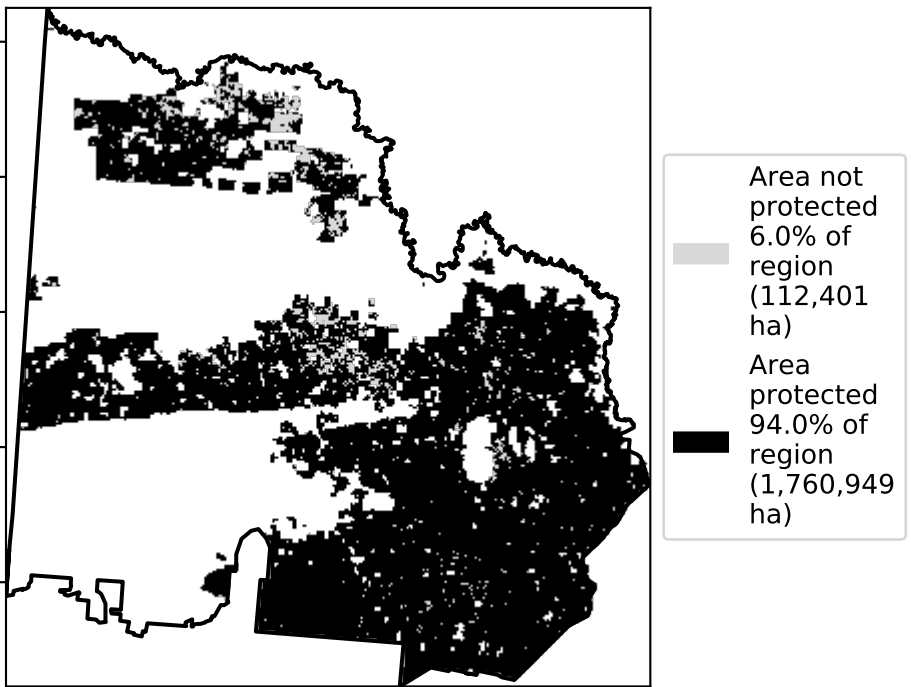 Area not
protected
6.0% of
region
(112,401
ha)
Area
protected
94.0% of
region
(1,760,949
ha)